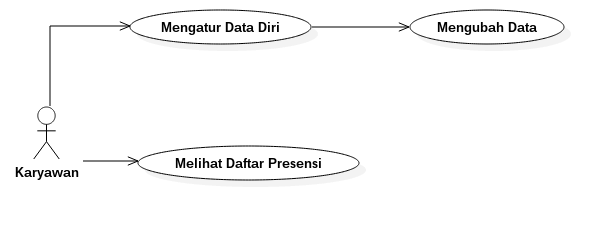 Mengatur Data Diri
Mengubah Data
Melihat Daftar Presensi
Karyawan